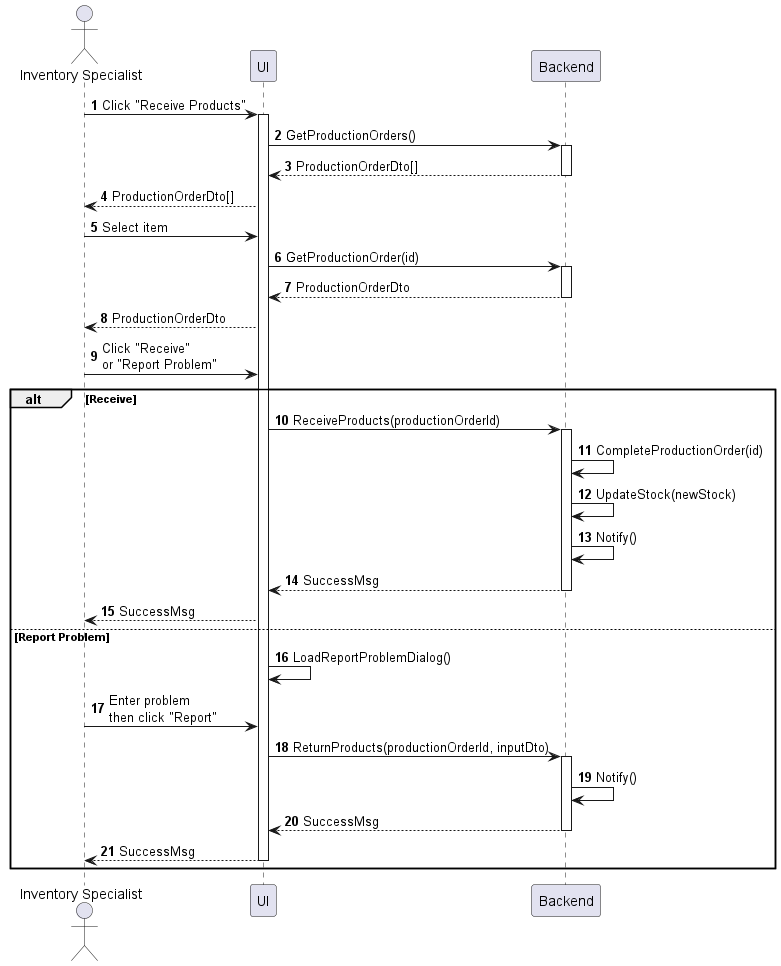 Inventory Specialist
UI
Backend
1 Click "Receive Products"
2 GetProductionOrders()
3 ProductionOrderDto[]
4 ProductionOrderDto[]
5 Select item
6 GetProductionOrder(id)
7 ProductionOrderDto
8 ProductionOrderDto
9 Click "Receive"
or "Report Problem"
alt [Receive]
10 ReceiveProducts(productionOrderId)
11 CompleteProductionOrder(id)
12 UpdateStock(newStock)
13 Notify()
14 SuccessMsg
15 SuccessMsg
[Report Problem]
16 LoadReportProblemDialog()
17 Enter problem
then click "Report"
18 ReturnProducts(productionOrderId, inputDto)
19 Notify()
20 SuccessMsg
21 SuccessMsg
Inventory Specialist
UI
Backend